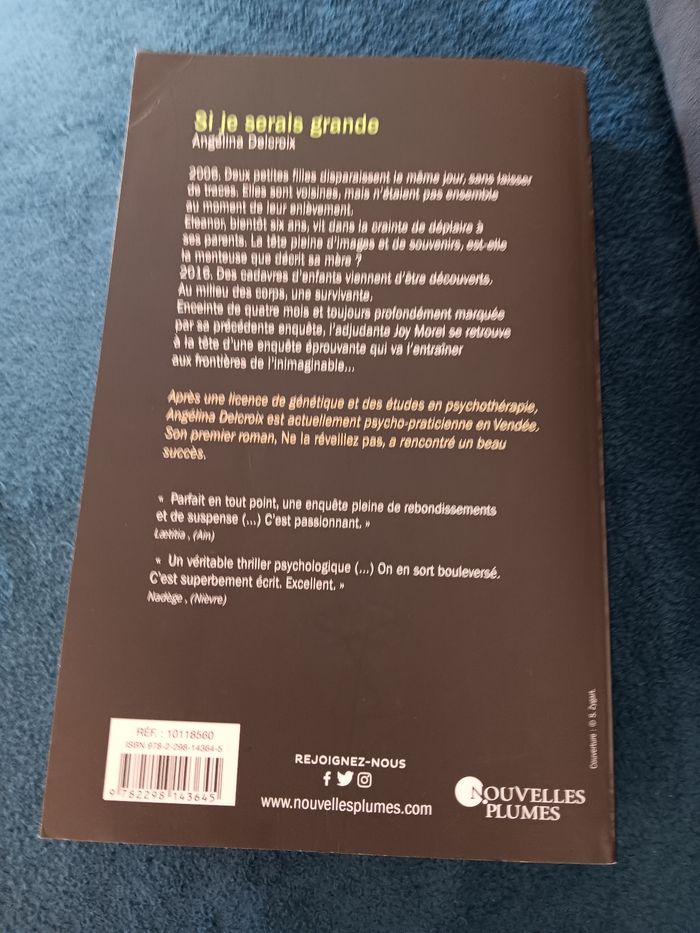 Si je serais grande
Angélina Delcroix
2006. Deux petites filles disparaissent le même jour, sans laisser
de traces. Elles sont voisines, mais n'étaient pas ensemble
au moment de leur enlèvement.
Éleanor, bientôt six ans, vit dans la crainte de déplaire à
ses parents. La tête pleine d'images et de souvenirs, est-elle
la menteuse que décrit sa mère ?
2016. Des cadavres d'enfants viennent d'être découverts.
Au milieu des corps, une survivante.
Enceinte de quatre mois et toujours profondément marquée
par sa précédente enquête, l'adjudante Joy Morel se retrouve
à la tête d'une enquête éprouvante qui va l'entraîner
aux frontières de l'inimaginable...
Après une licence de génétique et des études en psychothérapie,
Angélina Delcroix est actuellement psycho-praticienne en Vendée.
Son premier roman, Ne la réveillez pas, a rencontré un beau
succès.
« Parfait en tout point, une enquête pleine de rebondissements
et de suspense (...) C'est passionnant. »
Lætitia , (Ain)
« Un véritable thriller psychologique (...) On en sort bouleversé.
C'est superbement écrit. Excellent. »
Nadège , (Nièvre)
Couverture : © S. Zygart.
RÉF. : 10118560
ISBN 978-2-298-14364-5
9 782298 143645
REJOIGNEZ-NOUS
www.nouvellesplumes.com
NOUVELLES
PLUMES